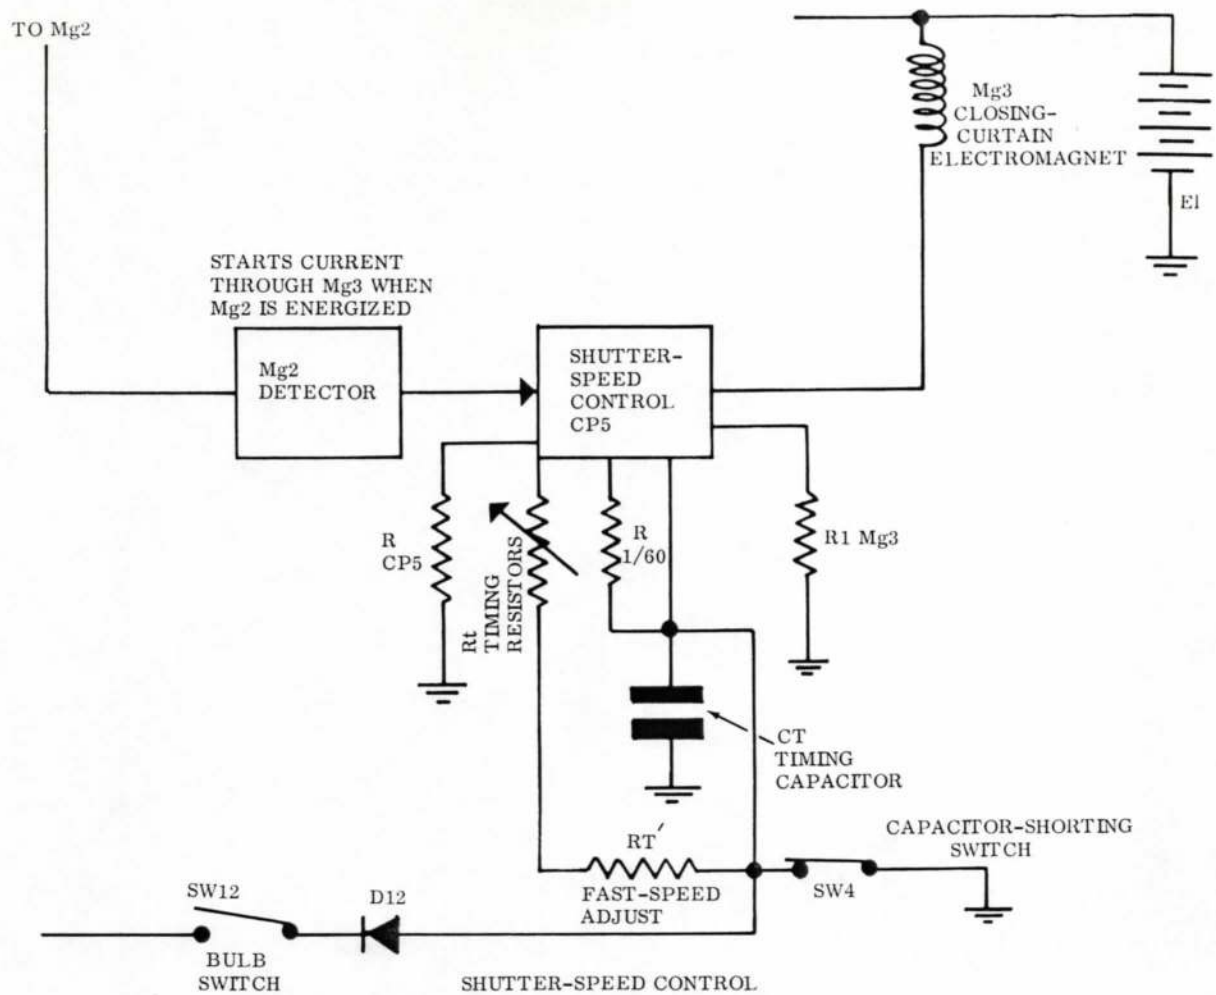 TO Mg2
Mg3
CLOSING-
CURTAIN
ELECTROMAGNET
E1
STARTS CURRENT
THROUGH Mg3 WHEN
Mg2 IS ENERGIZED
Mg2
DETECTOR
SHUTTER-
SPEED
CONTROL
CP5
R
CP5
Rt
TIMING
RESISTORS
R
1/60
R1 Mg3
CT
TIMING
CAPACITOR
RT'
FAST-SPEED
ADJUST
CAPACITOR-SHORTING
SWITCH
SW4
SW12
BULB
SWITCH
D12
SHUTTER-SPEED CONTROL